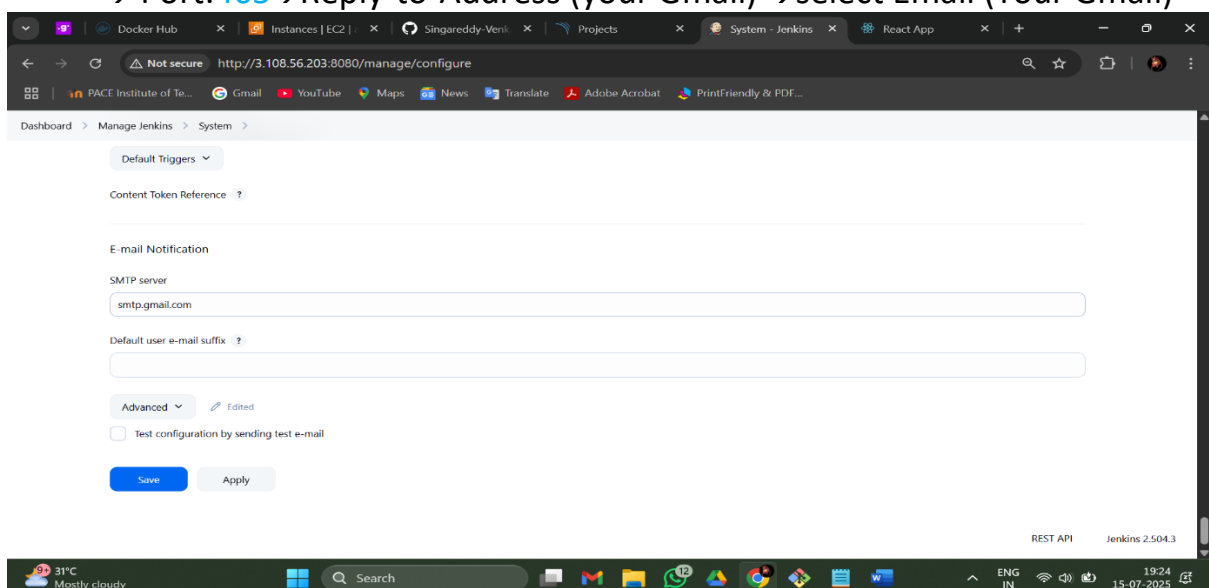 Port: 465 → Reply-to-Address (your Gmail) → select Email (Your Gmail)
Docker Hub
Instances | EC2 |
Singareddy-Venk
Projects
System - Jenkins
React App
Not secure http://3.108.56.203:8080/manage/configure
PACE Institute of Te...
Gmail
YouTube
Maps
News
Translate
Adobe Acrobat
PrintFriendly & PDF...
Dashboard > Manage Jenkins > System >
Default Triggers
Content Token Reference ?
E-mail Notification
SMTP server
smtp.gmail.com
Default user e-mail suffix ?
Advanced
Edited
Test configuration by sending test e-mail
Save
Apply
REST API
Jenkins 2.504.3
9+
31°C
Mostly cloudy
Search
12
ENG
IN
19:24
15-07-2025